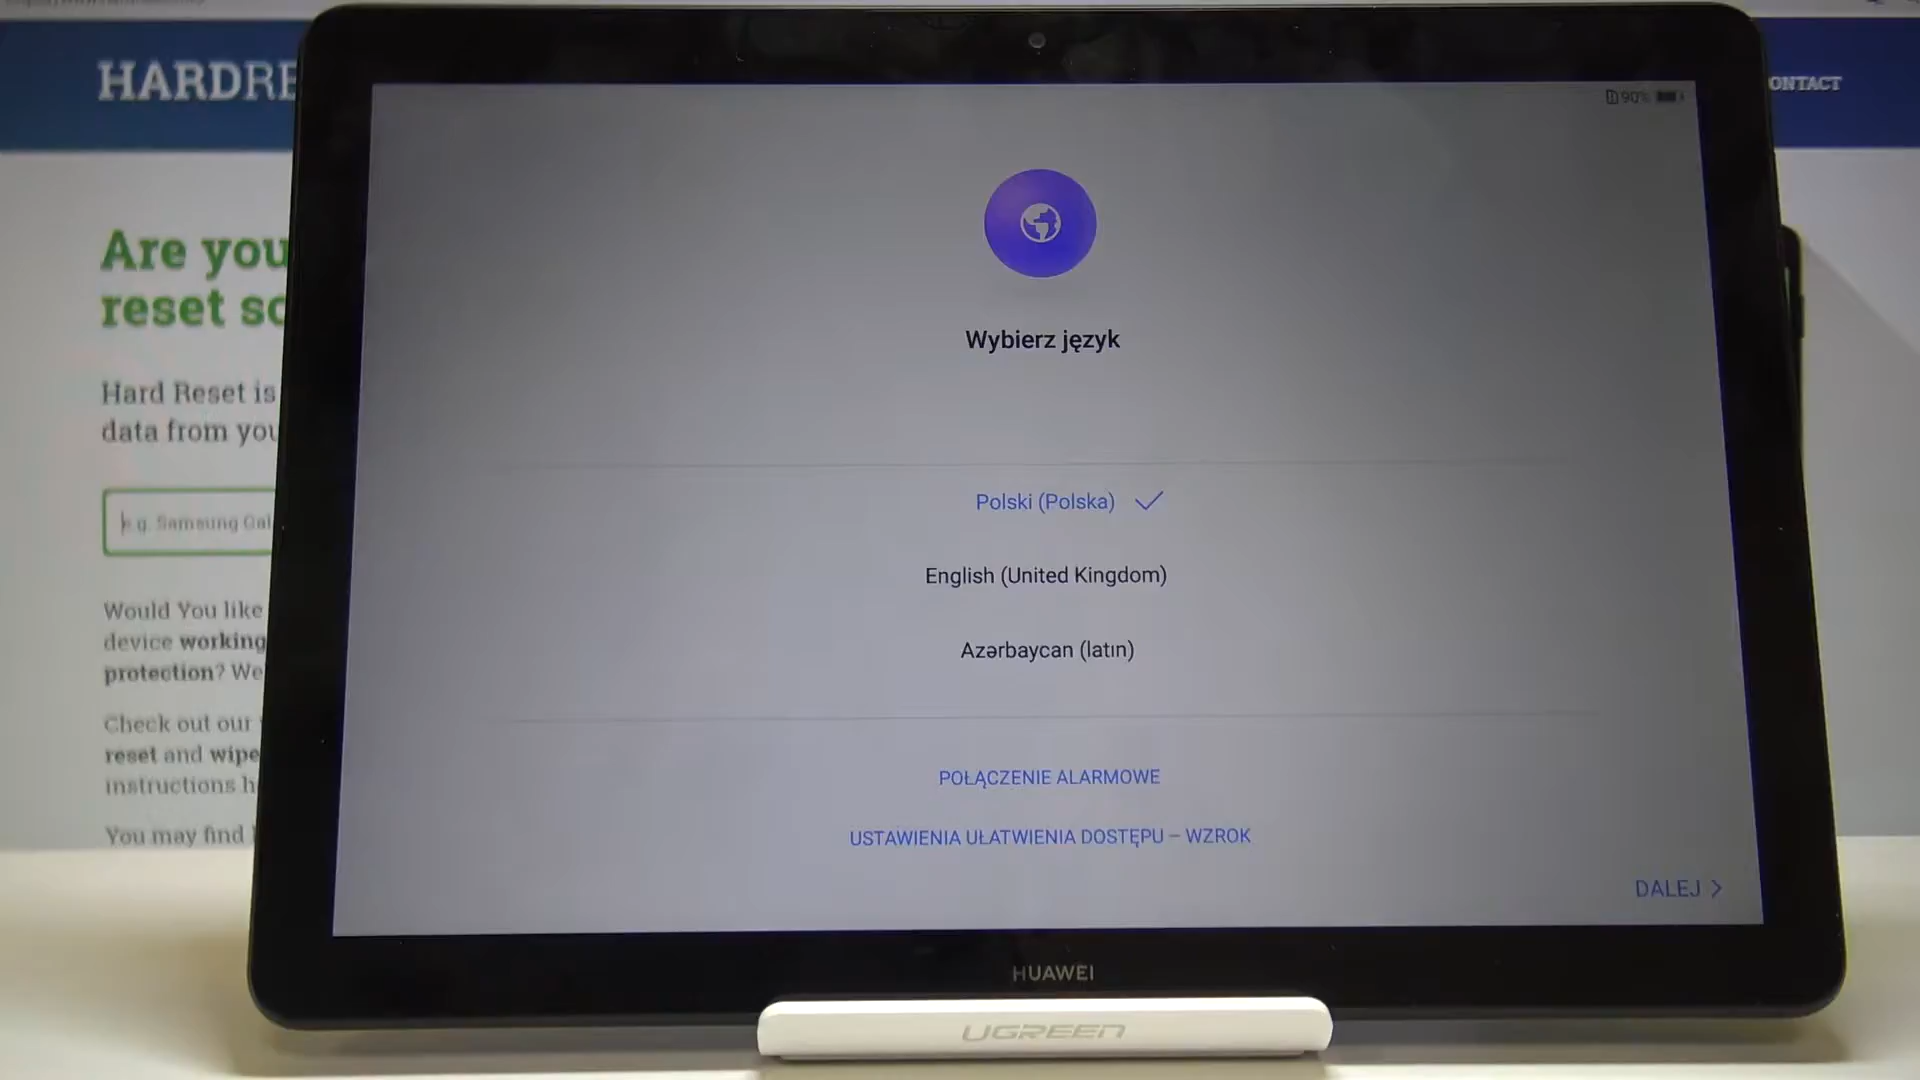 HARDRE
ONTACT
90%
Are you
reset sc
Hard Reset is
data from you
e.g. Samsung Gal
Would You like
device working
protection? We
Check out our
reset and wipe
instructions h
You may find
Wybierz język
Polski (Polska)
English (United Kingdom)
Azərbaycan (latın)
POŁĄCZENIE ALARMOWE
USTAWIENIA UŁATWIENIA DOSTĘPU – WZROK
DALEJ
HUAWEI
UGREEN